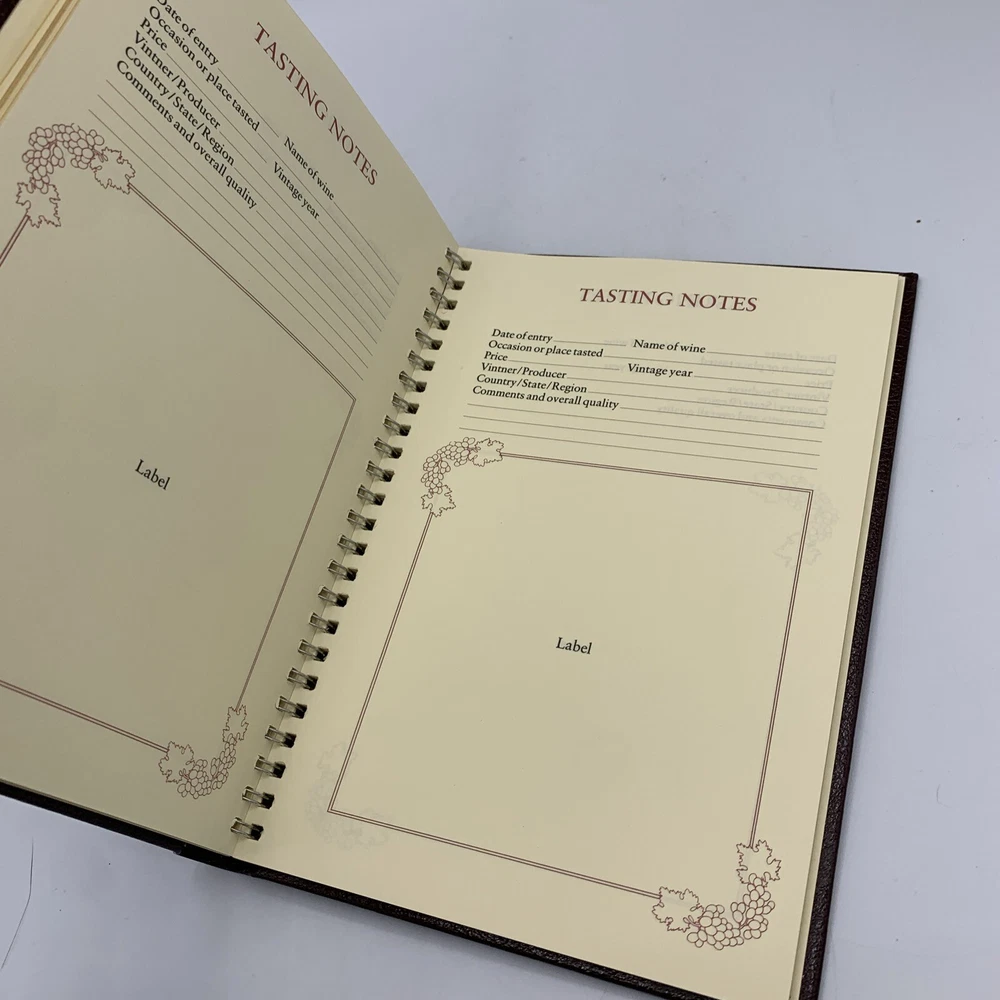 TASTING NOTES
Date of entry
Occasion or place tasted Name of wine
Price Vintage year
Vintner/Producer
Country/State/Region
Comments and overall quality
Label
TASTING NOTES
Date of entry Name of wine
Occasion or place tasted
Price Vintage year
Vintner/Producer
Country/State/Region
Comments and overall quality
Label